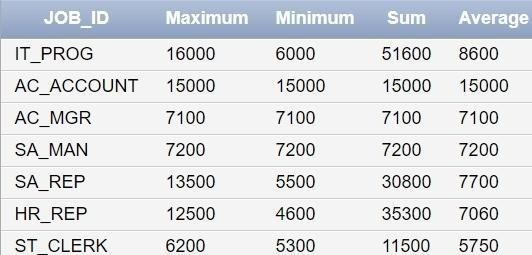 JOB_ID Maximum Minimum Sum Average
IT_PROG 16000 6000 51600 8600
AC_ACCOUNT 15000 15000 15000 15000
AC_MGR 7100 7100 7100 7100
SA_MAN 7200 7200 7200 7200
SA_REP 13500 5500 30800 7700
HR_REP 12500 4600 35300 7060
ST_CLERK 6200 5300 11500 5750